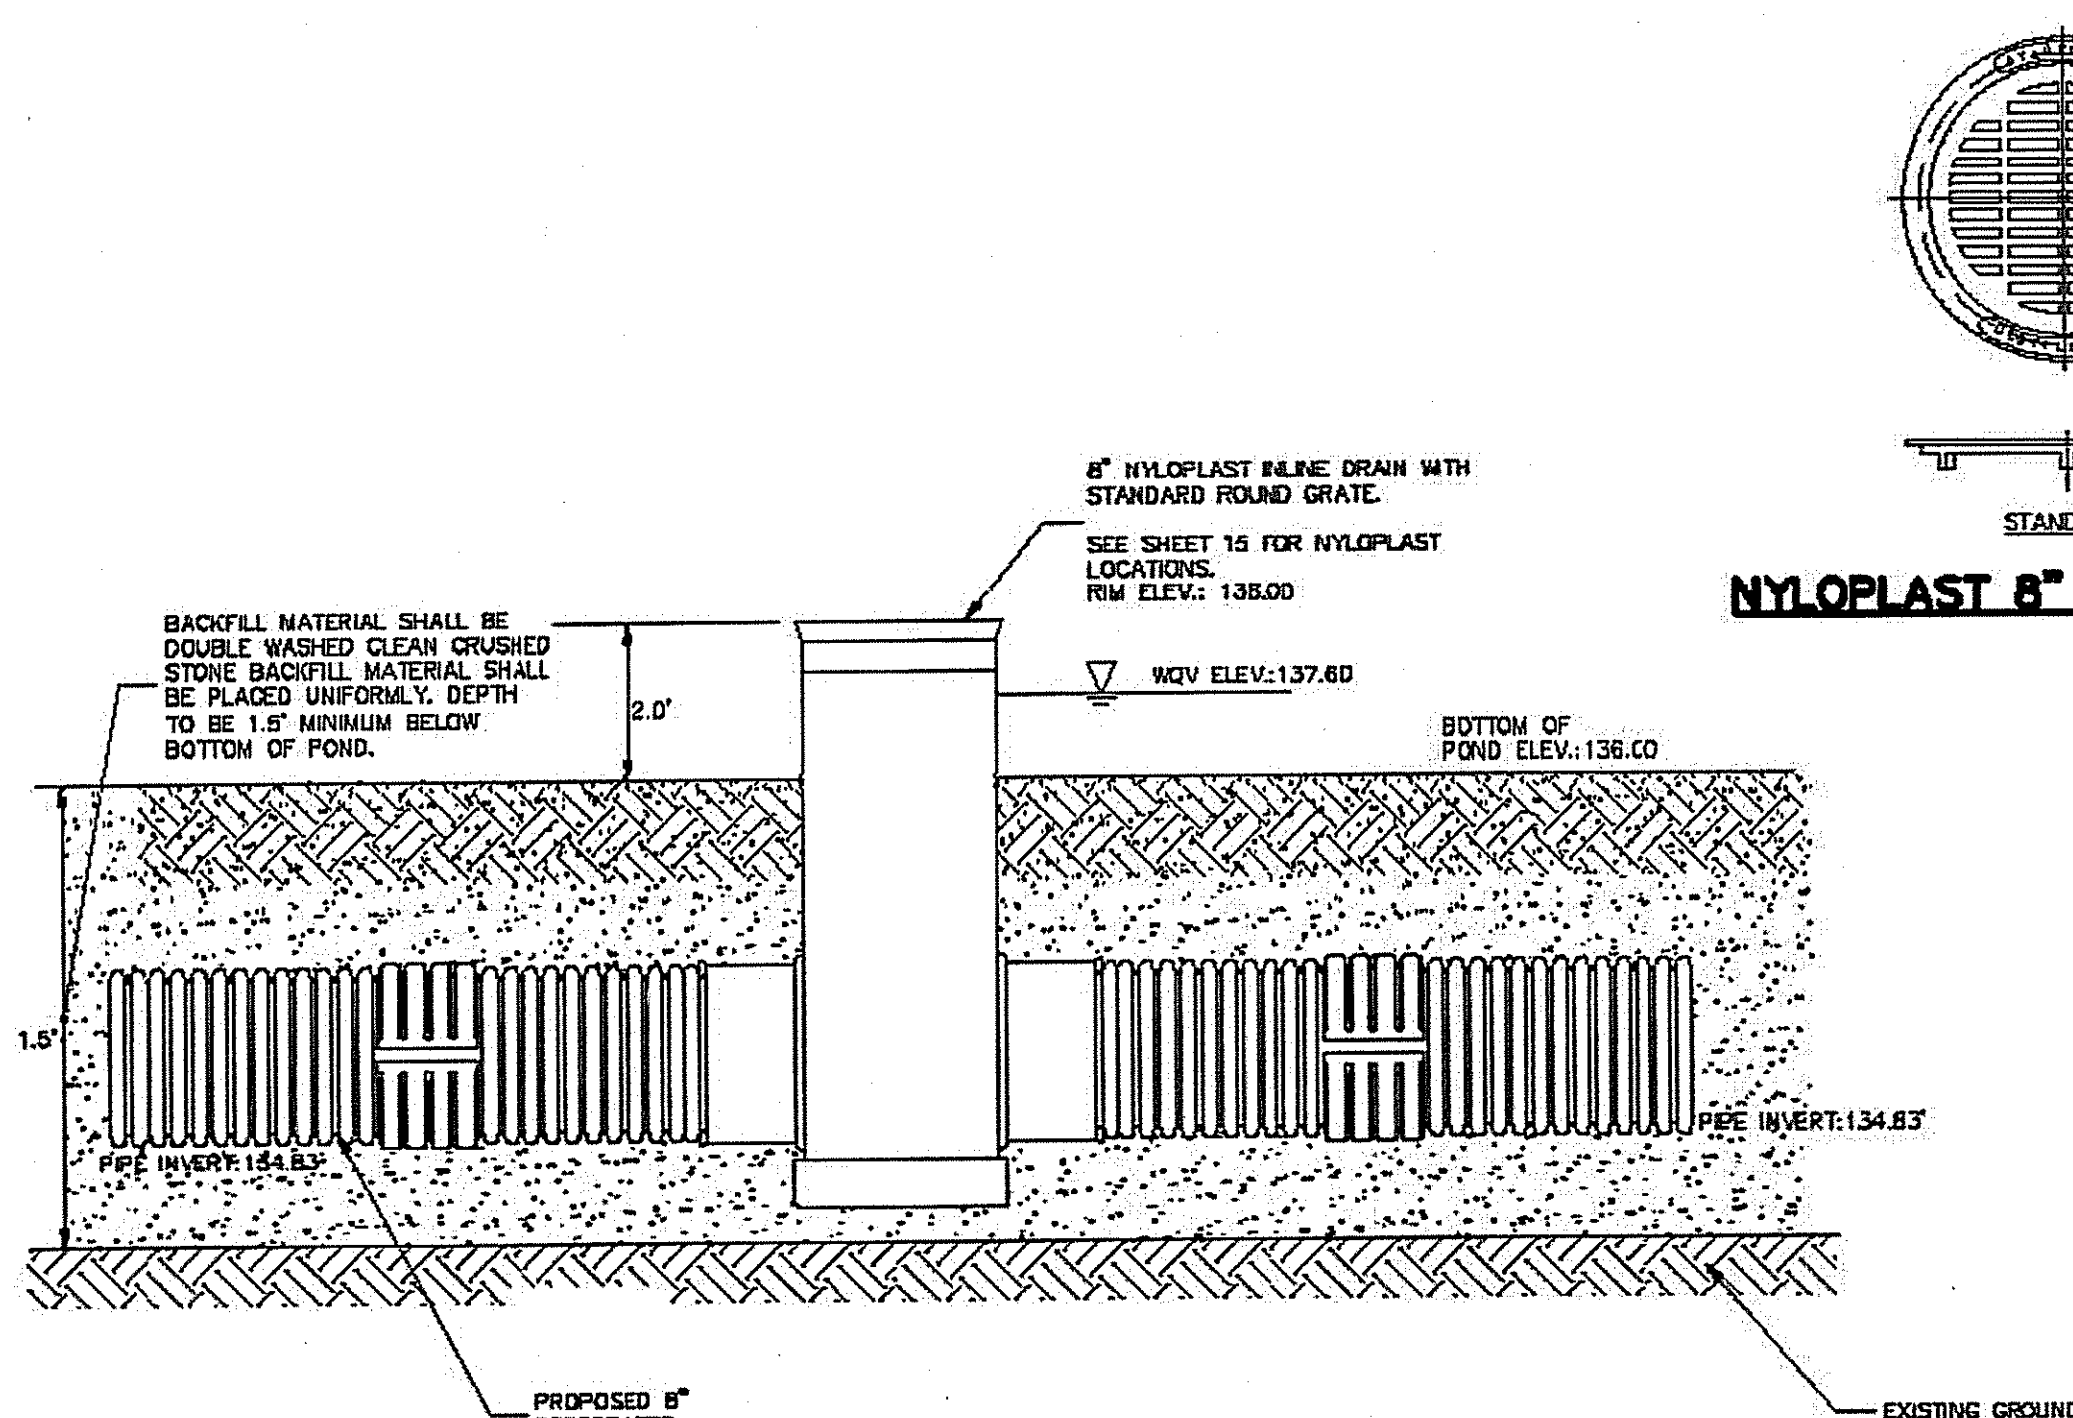 8" NYLOPLAST INLINE DRAIN WITH
STANDARD ROUND GRATE.
SEE SHEET 15 FOR NYLOPLAST
LOCATIONS.
RIM ELEV.: 138.00
STAND
NYLOPLAST 8"
BACKFILL MATERIAL SHALL BE
DOUBLE WASHED CLEAN CRUSHED
STONE BACKFILL MATERIAL SHALL
BE PLACED UNIFORMLY. DEPTH
TO BE 1.5' MINIMUM BELOW
BOTTOM OF POND.
2.0'
WQV ELEV.:137.60
BOTTOM OF
POND ELEV.:136.00
1.5'
PIPE INVERT:134.83'
PIPE INVERT:134.83'
PROPOSED 8"
EXISTING GROUND